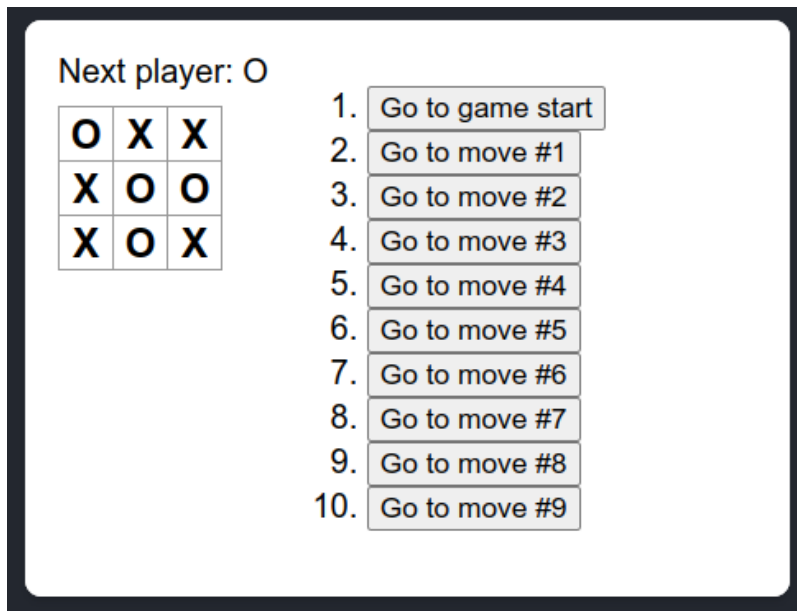 Next player: O
O X X
X O O
X O X
1. Go to game start
2. Go to move #1
3. Go to move #2
4. Go to move #3
5. Go to move #4
6. Go to move #5
7. Go to move #6
8. Go to move #7
9. Go to move #8
10. Go to move #9